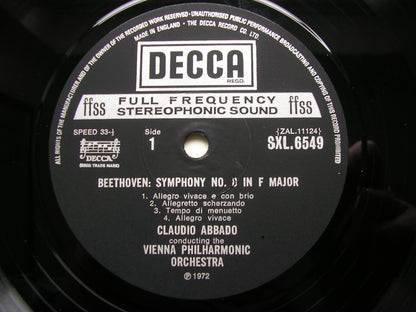 ALL RIGHTS OF THE MANUFACTURER AND OF THE OWNER OF THE RECORDED WORK RESERVED · UNAUTHORISED PUBLIC PERFORMANCE BROADCASTING AND COPYING OF THIS RECORD PROHIBITED
MADE IN ENGLAND · THE DECCA RECORD CO. LTD.
DECCA
REGD.
ffss FULL FREQUENCY STEREOPHONIC SOUND ffss
SPEED 33⅓ Side (ZAL.11124)
1 SXL.6549
DECCA
BEETHOVEN: SYMPHONY NO. 8 IN F MAJOR
1. Allegro vivace e con brio
2. Allegretto scherzando
3. Tempo di menuetto
4. Allegro vivace
CLAUDIO ABBADO
conducting the
VIENNA PHILHARMONIC
ORCHESTRA
℗ 1972